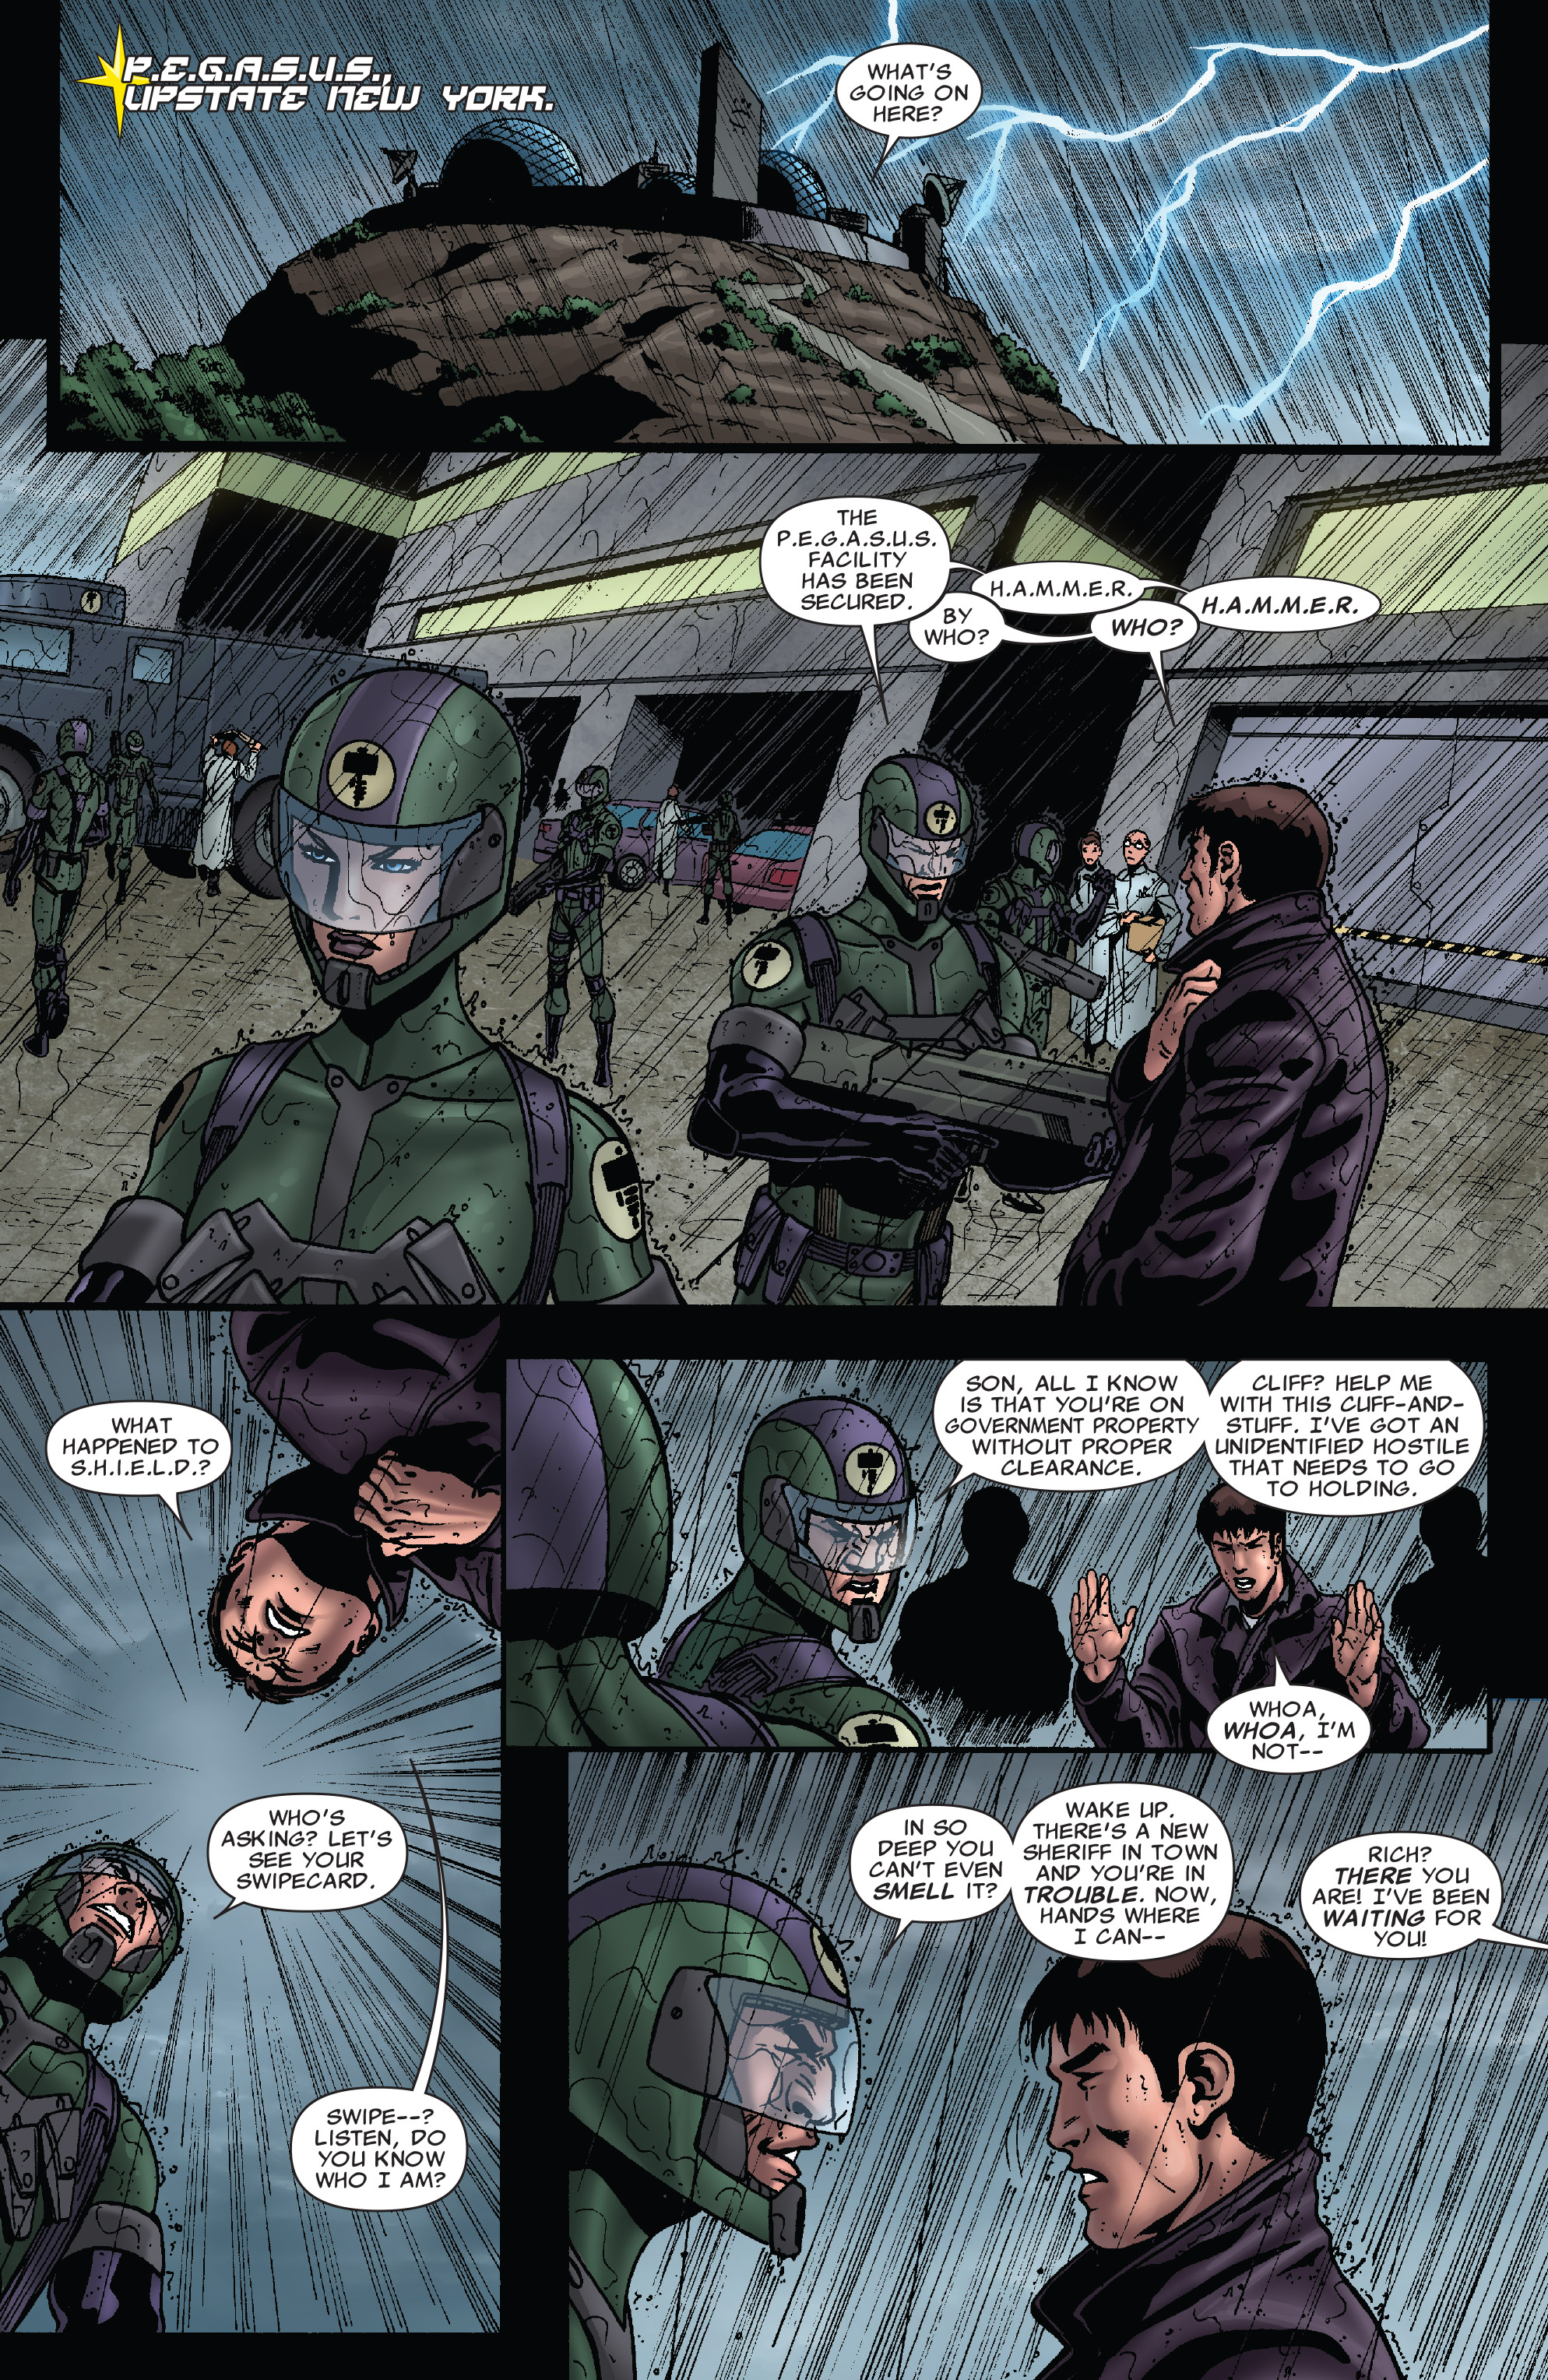 P.E.G.A.S.U.S.,
UPSTATE NEW YORK.
WHAT'S
GOING ON
HERE?
THE
P.E.G.A.S.U.S.
FACILITY
HAS BEEN
SECURED.
BY
WHO?
H.A.M.M.E.R.
WHO?
H.A.M.M.E.R.
WHAT
HAPPENED TO
S.H.I.E.L.D.?
WHO'S
ASKING? LET'S
SEE YOUR
SWIPECARD.
SWIPE--?
LISTEN, DO
YOU KNOW
WHO I AM?
SON, ALL I KNOW
IS THAT YOU'RE ON
GOVERNMENT PROPERTY
WITHOUT PROPER
CLEARANCE.
CLIFF? HELP ME
WITH THIS CUFF-AND-
STUFF. I'VE GOT AN
UNIDENTIFIED HOSTILE
THAT NEEDS TO GO
TO HOLDING.
WHOA,
WHOA, I'M
NOT--
IN SO
DEEP YOU
CAN'T EVEN
SMELL IT?
WAKE UP.
THERE'S A NEW
SHERIFF IN TOWN
AND YOU'RE IN
TROUBLE. NOW,
HANDS WHERE
I CAN--
RICH?
THERE YOU
ARE! I'VE BEEN
WAITING FOR
YOU!